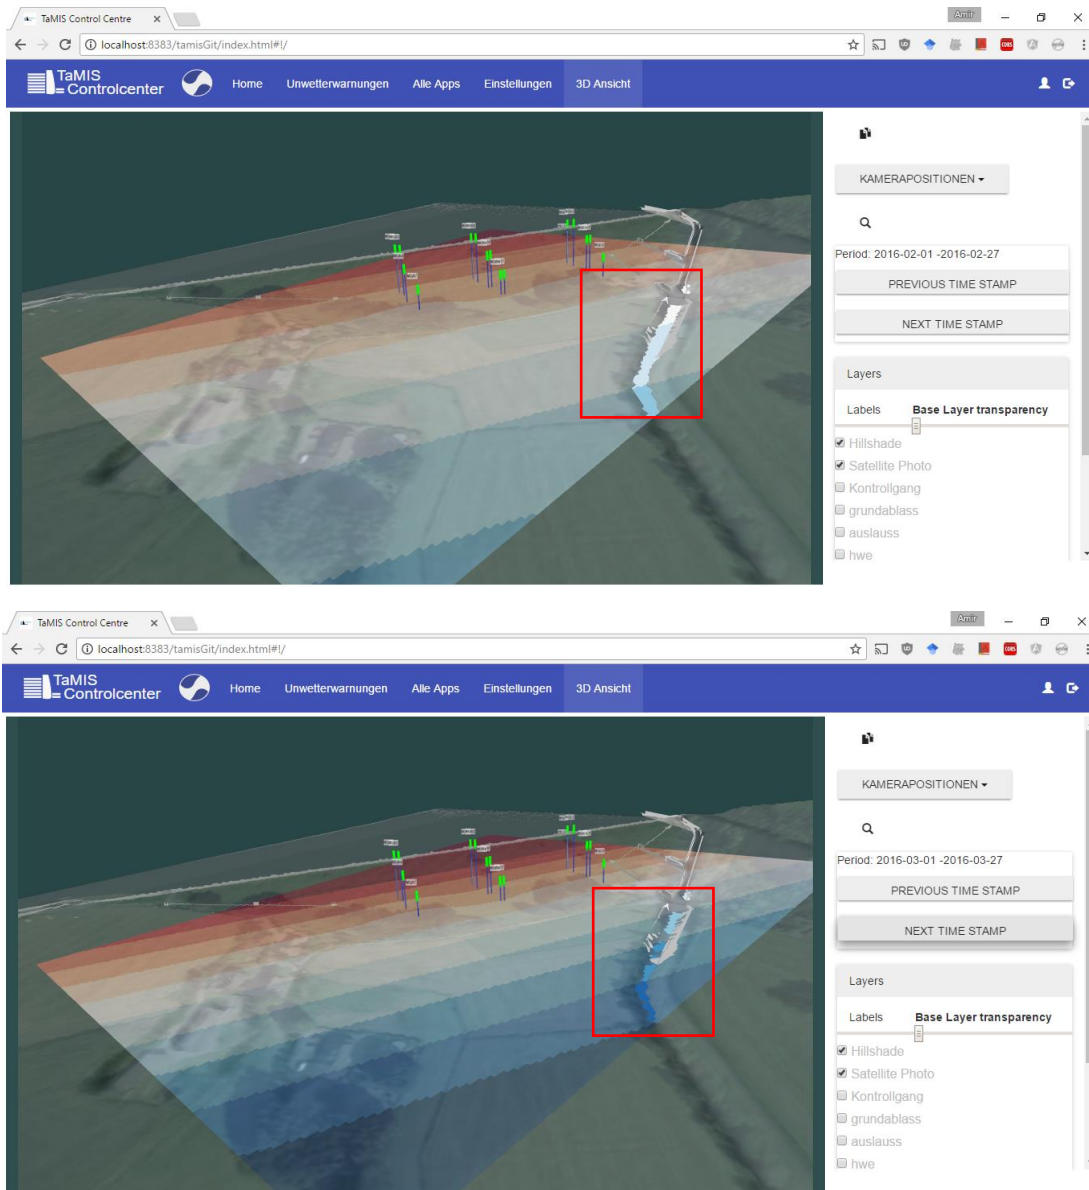 TaMIS Control Centre
Amir
localhost:8383/tamisGit/index.html#!/
TaMIS
Controlcenter
Home
Unwetterwarnungen
Alle Apps
Einstellungen
3D Ansicht
KAMERAPOSITIONEN
Period: 2016-02-01 -2016-02-27
PREVIOUS TIME STAMP
NEXT TIME STAMP
Layers
Labels
Base Layer transparency
Hillshade
Satellite Photo
Kontrollgang
grundablass
auslauss
hwe
TaMIS Control Centre
Amir
localhost:8383/tamisGit/index.html#!/
TaMIS
Controlcenter
Home
Unwetterwarnungen
Alle Apps
Einstellungen
3D Ansicht
KAMERAPOSITIONEN
Period: 2016-03-01 -2016-03-27
PREVIOUS TIME STAMP
NEXT TIME STAMP
Layers
Labels
Base Layer transparency
Hillshade
Satellite Photo
Kontrollgang
grundablass
auslauss
hwe